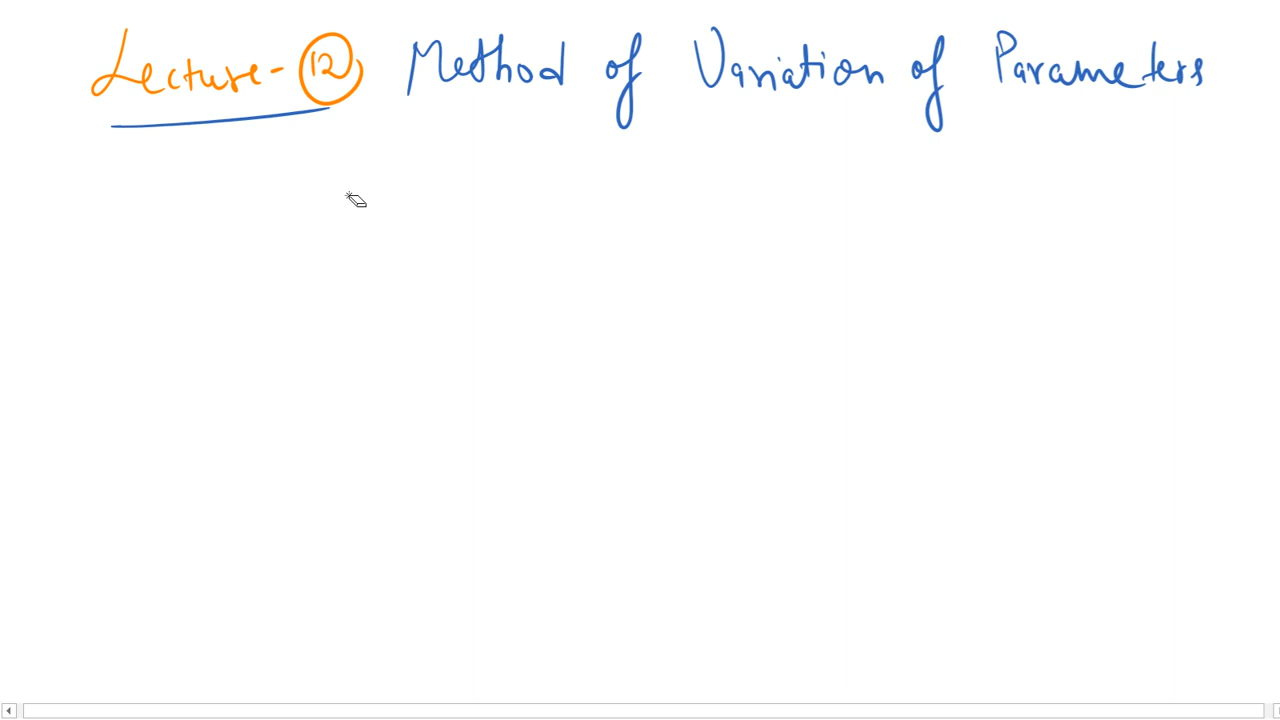 Lecture-12, Method of Variation of Parameters